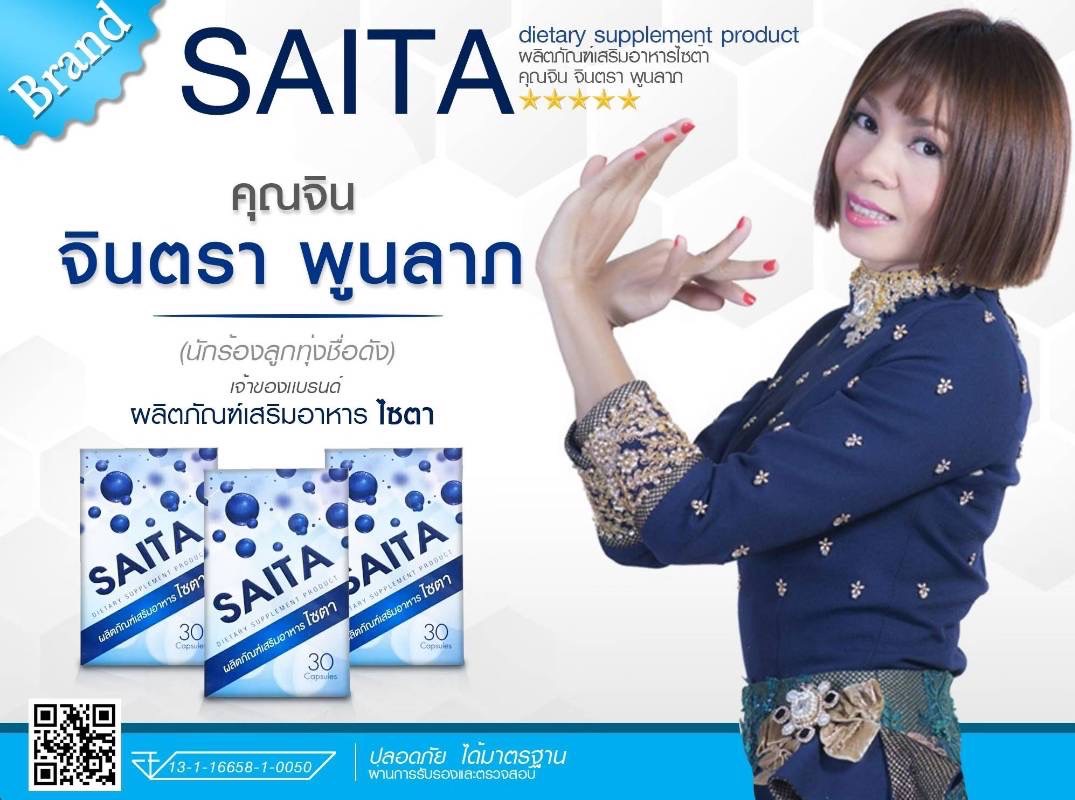 Brand
SAITA
dietary supplement product
ผลิตภัณฑ์เสริมอาหารไซตา
คุณจิน จินตรา พูนลาภ
คุณจิน
จินตรา พูนลาภ
(นักร้องลูกทุ่งชื่อดัง)
เจ้าของแบรนด์
ผลิตภัณฑ์เสริมอาหาร ไซตา
SAITA
DIETARY SUPPLEMENT PRODUCT
ผลิตภัณฑ์เสริมอาหาร ไซตา
30
Capsules
SAITA
DIETARY SUPPLEMENT PRODUCT
ผลิตภัณฑ์เสริมอาหาร ไซตา
30
Capsules
SAITA
DIETARY SUPPLEMENT PRODUCT
ผลิตภัณฑ์เสริมอาหาร ไซตา
30
Capsules
อย 13-1-16658-1-0050
ปลอดภัย ได้มาตรฐาน
ผ่านการรับรองและตรวจสอบ